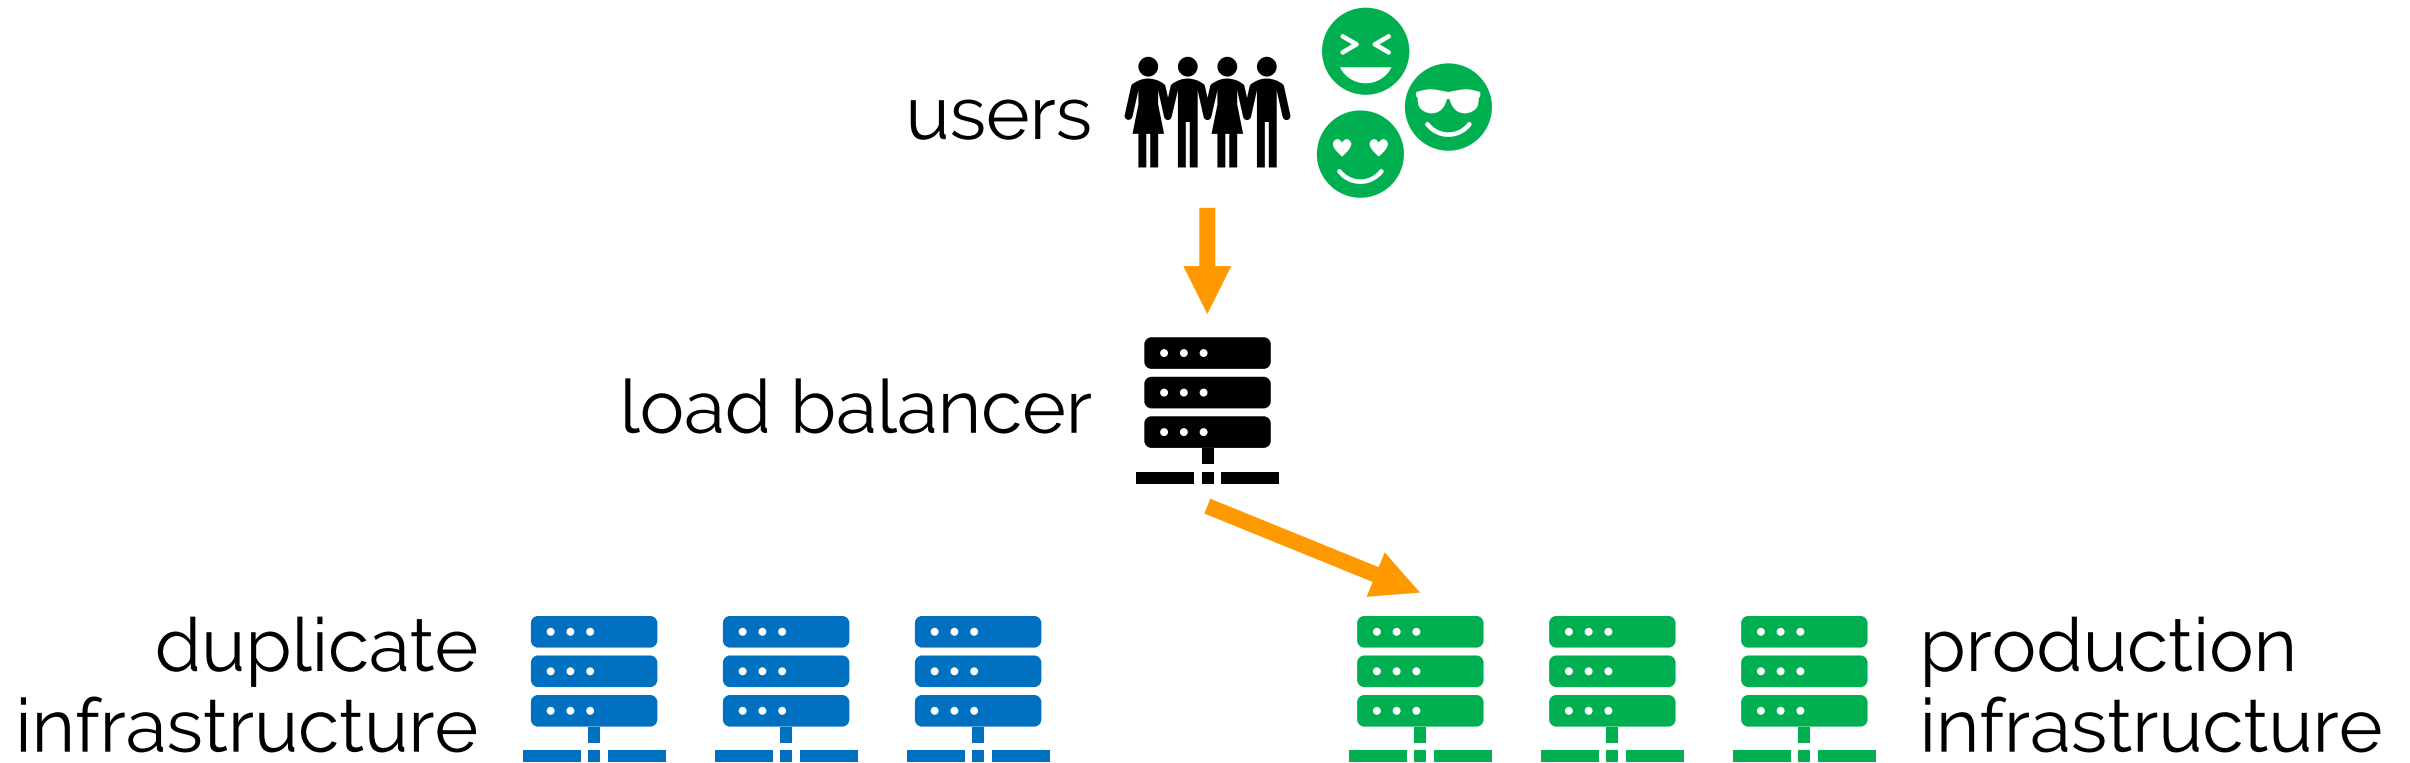 users
load balancer
duplicate
infrastructure
production
infrastructure